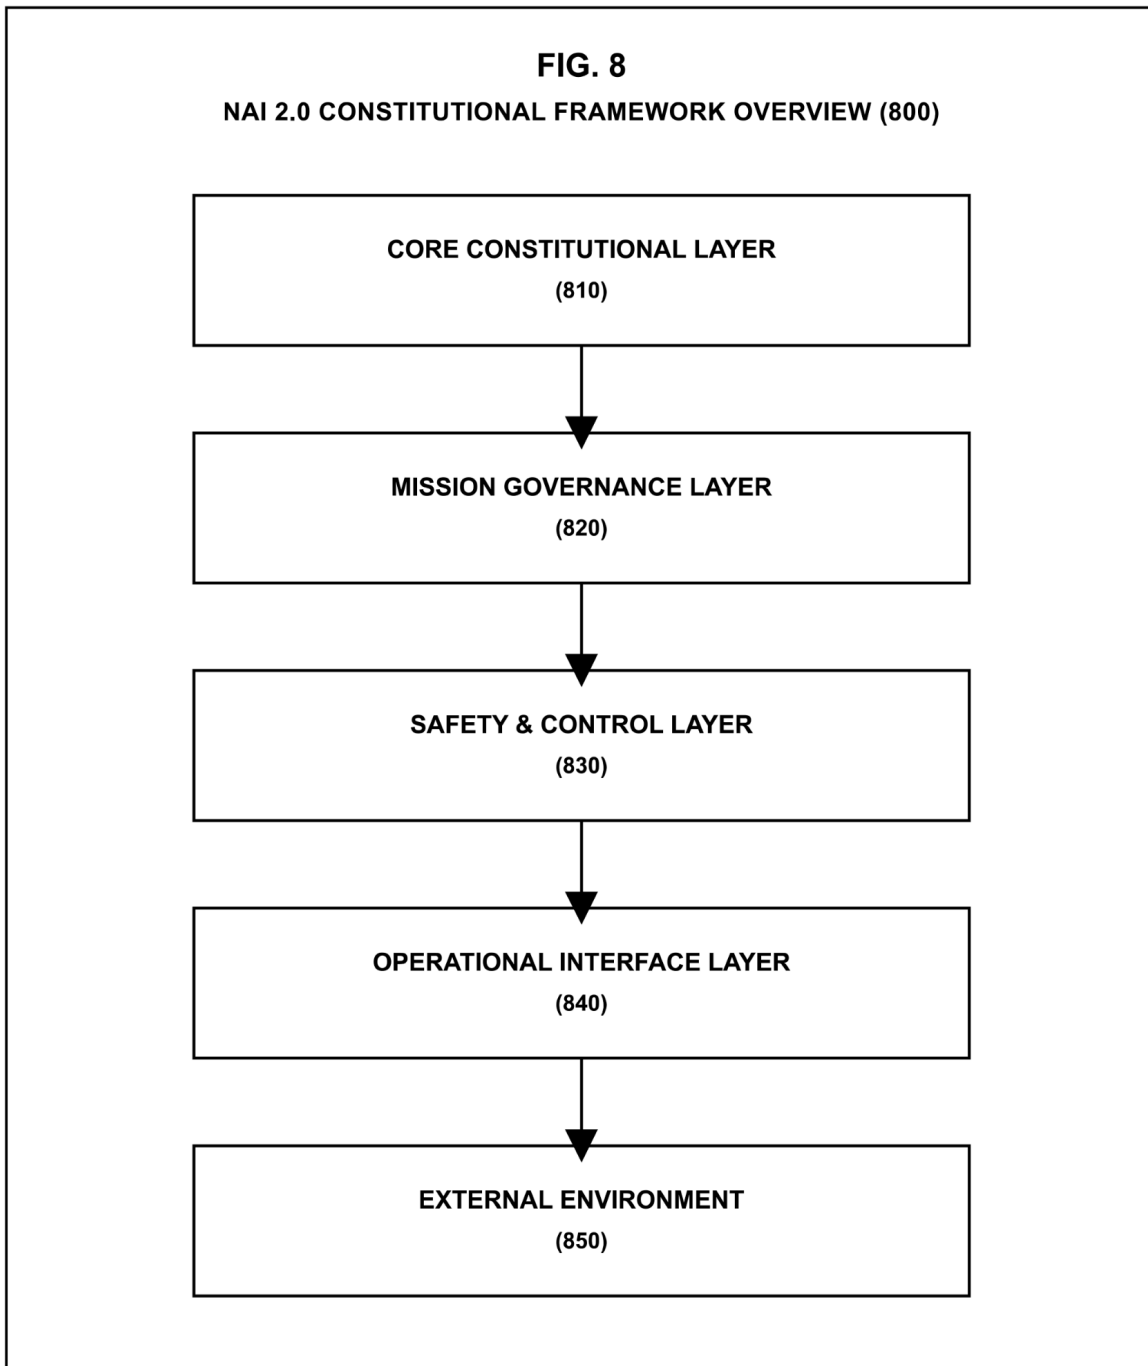 FIG. 8
NAI 2.0 CONSTITUTIONAL FRAMEWORK OVERVIEW (800)
CORE CONSTITUTIONAL LAYER
(810)
MISSION GOVERNANCE LAYER
(820)
SAFETY & CONTROL LAYER
(830)
OPERATIONAL INTERFACE LAYER
(840)
EXTERNAL ENVIRONMENT
(850)